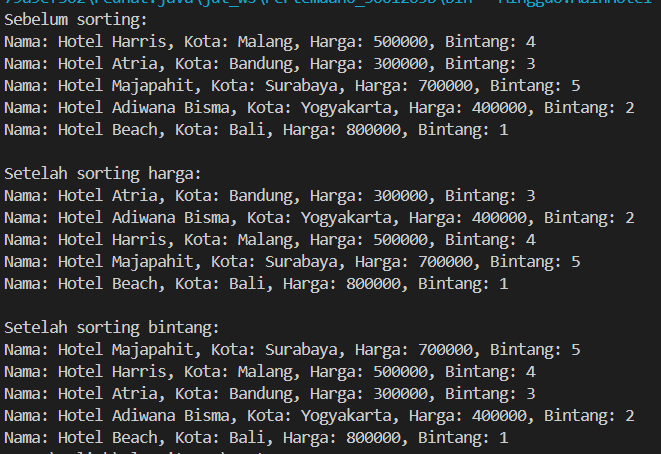 Sebelum sorting:
Nama: Hotel Harris, Kota: Malang, Harga: 500000, Bintang: 4
Nama: Hotel Atria, Kota: Bandung, Harga: 300000, Bintang: 3
Nama: Hotel Majapahit, Kota: Surabaya, Harga: 700000, Bintang: 5
Nama: Hotel Adiwana Bisma, Kota: Yogyakarta, Harga: 400000, Bintang: 2
Nama: Hotel Beach, Kota: Bali, Harga: 800000, Bintang: 1

Setelah sorting harga:
Nama: Hotel Atria, Kota: Bandung, Harga: 300000, Bintang: 3
Nama: Hotel Adiwana Bisma, Kota: Yogyakarta, Harga: 400000, Bintang: 2
Nama: Hotel Harris, Kota: Malang, Harga: 500000, Bintang: 4
Nama: Hotel Majapahit, Kota: Surabaya, Harga: 700000, Bintang: 5
Nama: Hotel Beach, Kota: Bali, Harga: 800000, Bintang: 1

Setelah sorting bintang:
Nama: Hotel Majapahit, Kota: Surabaya, Harga: 700000, Bintang: 5
Nama: Hotel Harris, Kota: Malang, Harga: 500000, Bintang: 4
Nama: Hotel Atria, Kota: Bandung, Harga: 300000, Bintang: 3
Nama: Hotel Adiwana Bisma, Kota: Yogyakarta, Harga: 400000, Bintang: 2
Nama: Hotel Beach, Kota: Bali, Harga: 800000, Bintang: 1